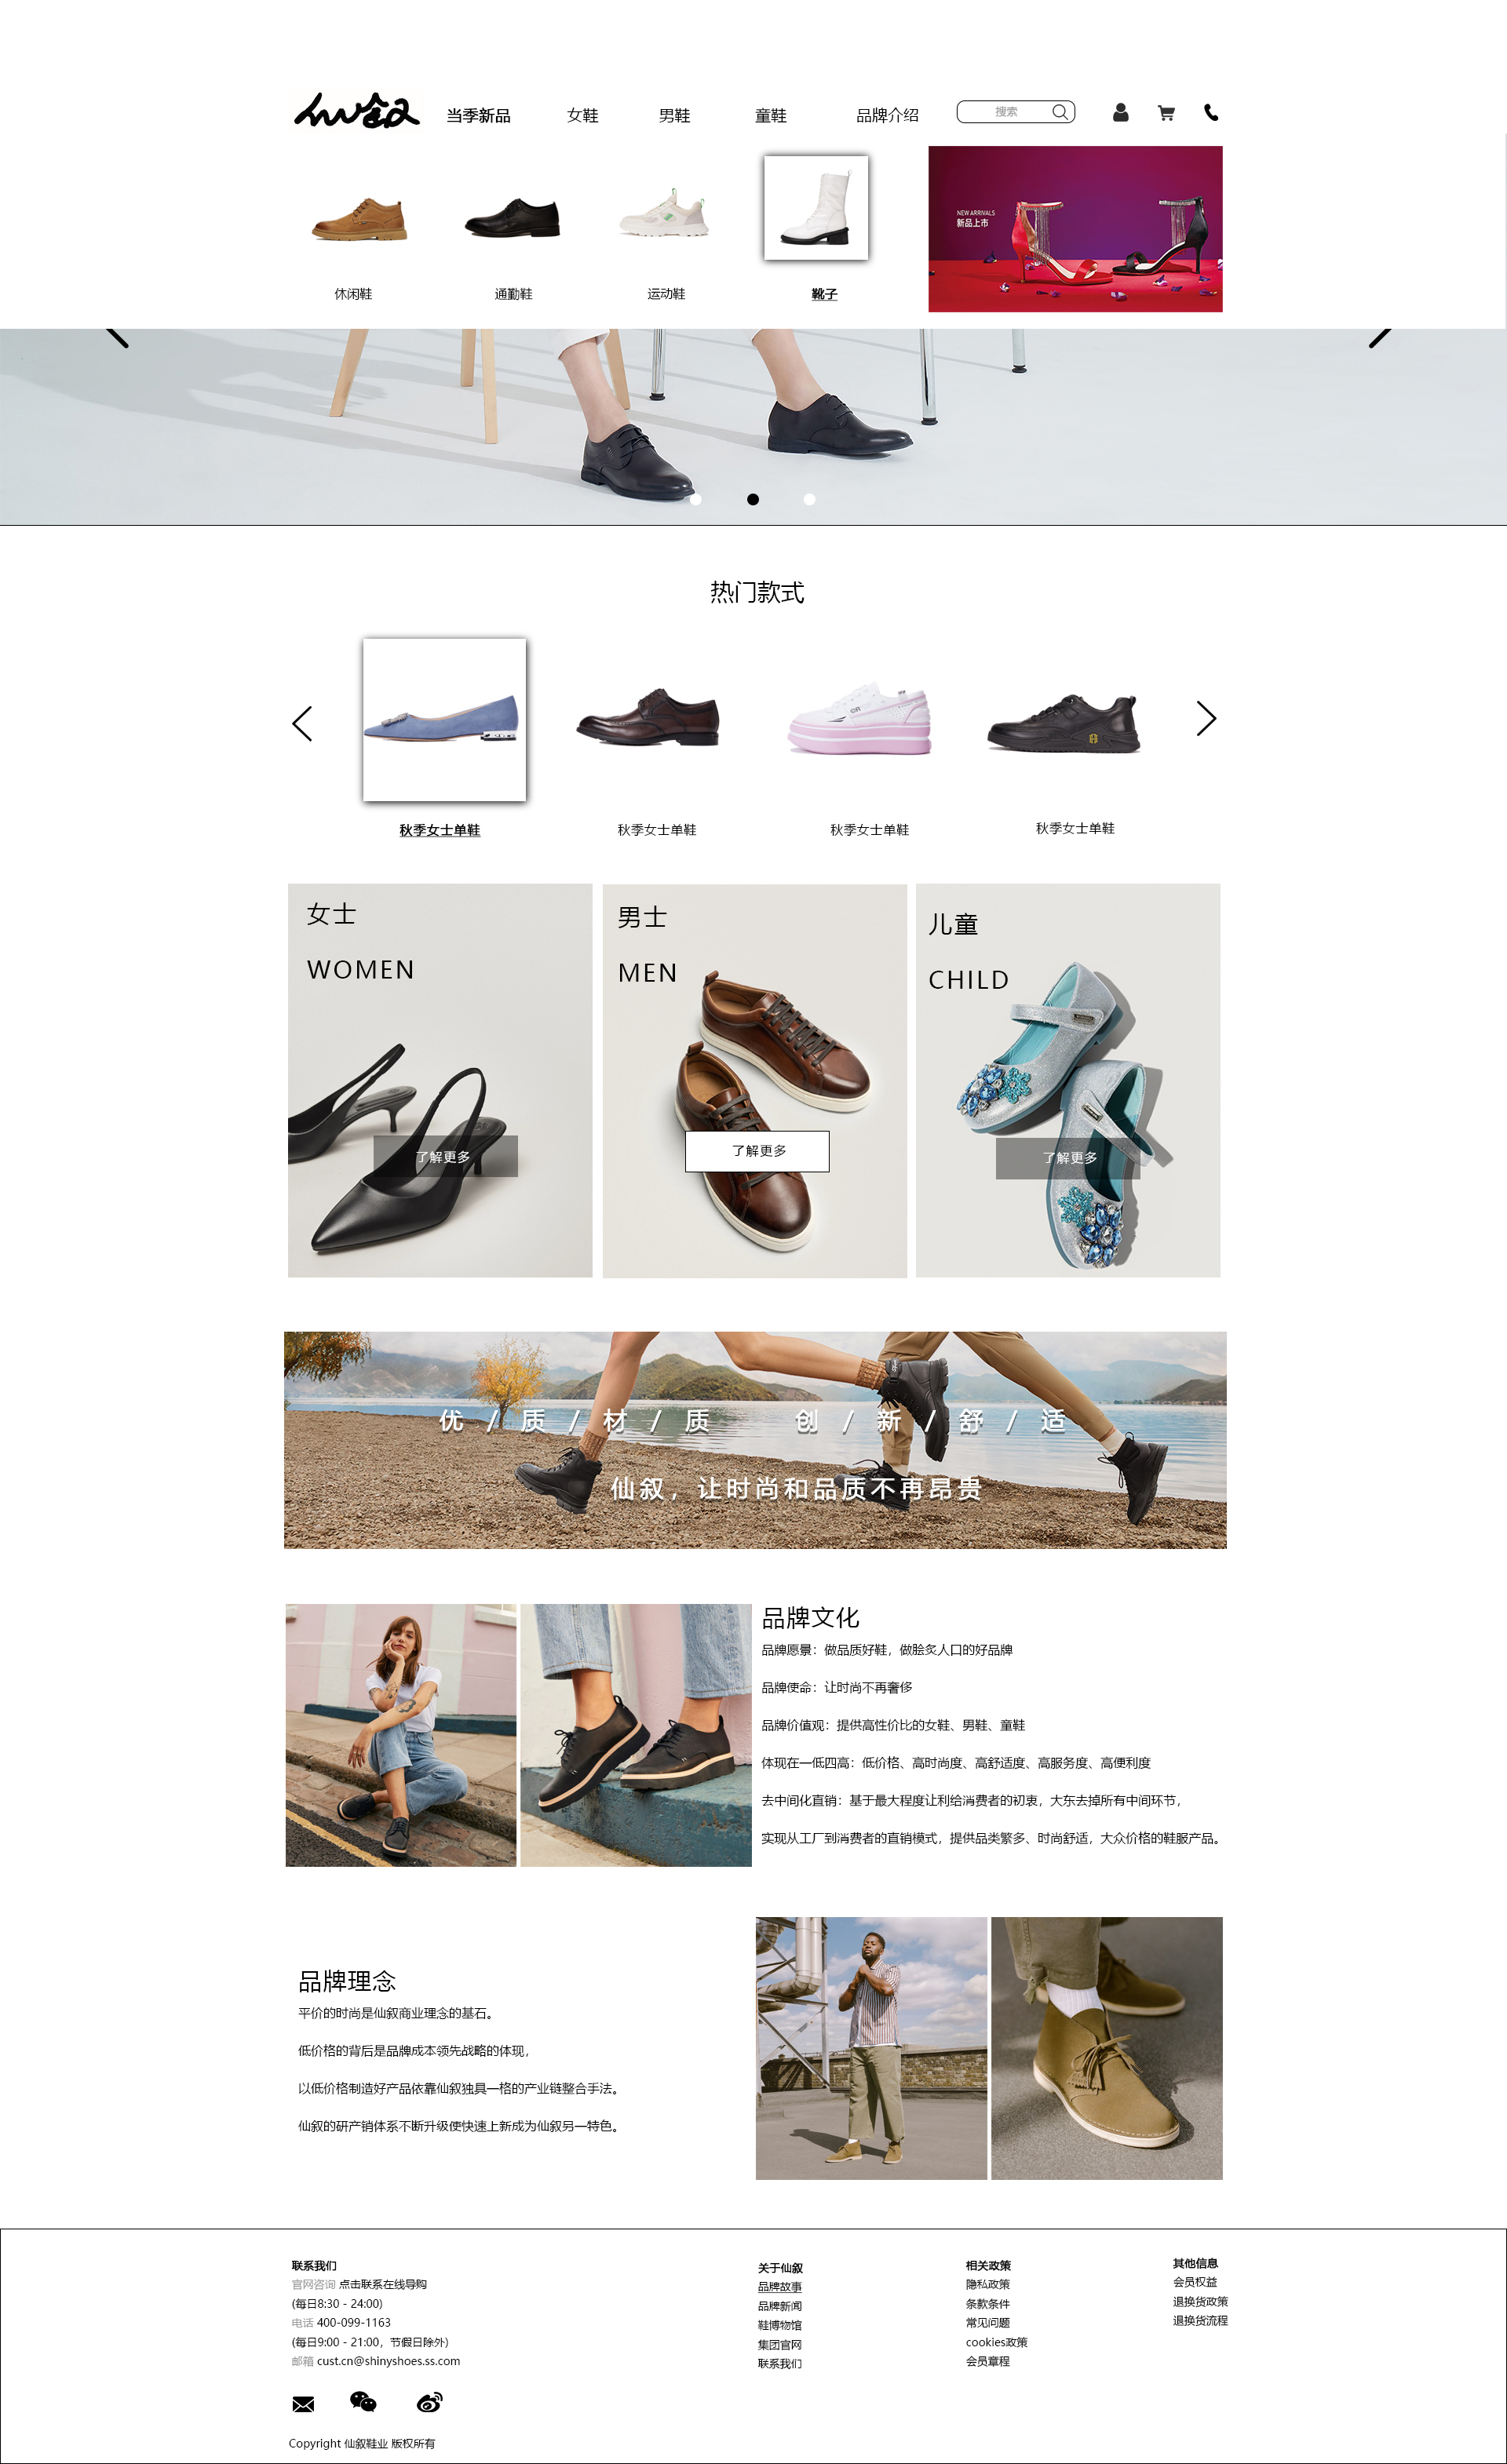 仙叙
当季新品
女鞋
男鞋
童鞋
品牌介绍
搜索
NEW ARRIVALS
新品上市
休闲鞋
通勤鞋
运动鞋
靴子
热门款式
秋季女士单鞋
秋季女士单鞋
秋季女士单鞋
秋季女士单鞋
女士
WOMEN
了解更多
男士
MEN
了解更多
儿童
CHILD
了解更多
优 / 质 / 材 / 质 创 / 新 / 舒 / 适
仙叙，让时尚和品质不再昂贵
品牌文化
品牌愿景：做品质好鞋，做脍炙人口的好品牌
品牌使命：让时尚不再奢侈
品牌价值观：提供高性价比的女鞋、男鞋、童鞋
体现在一低四高：低价格、高时尚度、高舒适度、高服务度、高便利度
去中间化直销：基于最大程度让利给消费者的初衷，大东去掉所有中间环节，
实现从工厂到消费者的直销模式，提供品类繁多、时尚舒适，大众价格的鞋服产品。
品牌理念
平价的时尚是仙叙商业理念的基石。
低价格的背后是品牌成本领先战略的体现，
以低价格制造好产品依靠仙叙独具一格的产业链整合手法。
仙叙的研产销体系不断升级使快速上新成为仙叙另一特色。
联系我们
官网咨询 点击联系在线导购
(每日8:30 - 24:00)
电话 400-099-1163
(每日9:00 - 21:00，节假日除外)
邮箱 cust.cn@shinyshoes.ss.com
关于仙叙
品牌故事
品牌新闻
鞋博物馆
集团官网
联系我们
相关政策
隐私政策
条款条件
常见问题
cookies政策
会员章程
其他信息
会员权益
退换货政策
退换货流程
Copyright 仙叙鞋业 版权所有